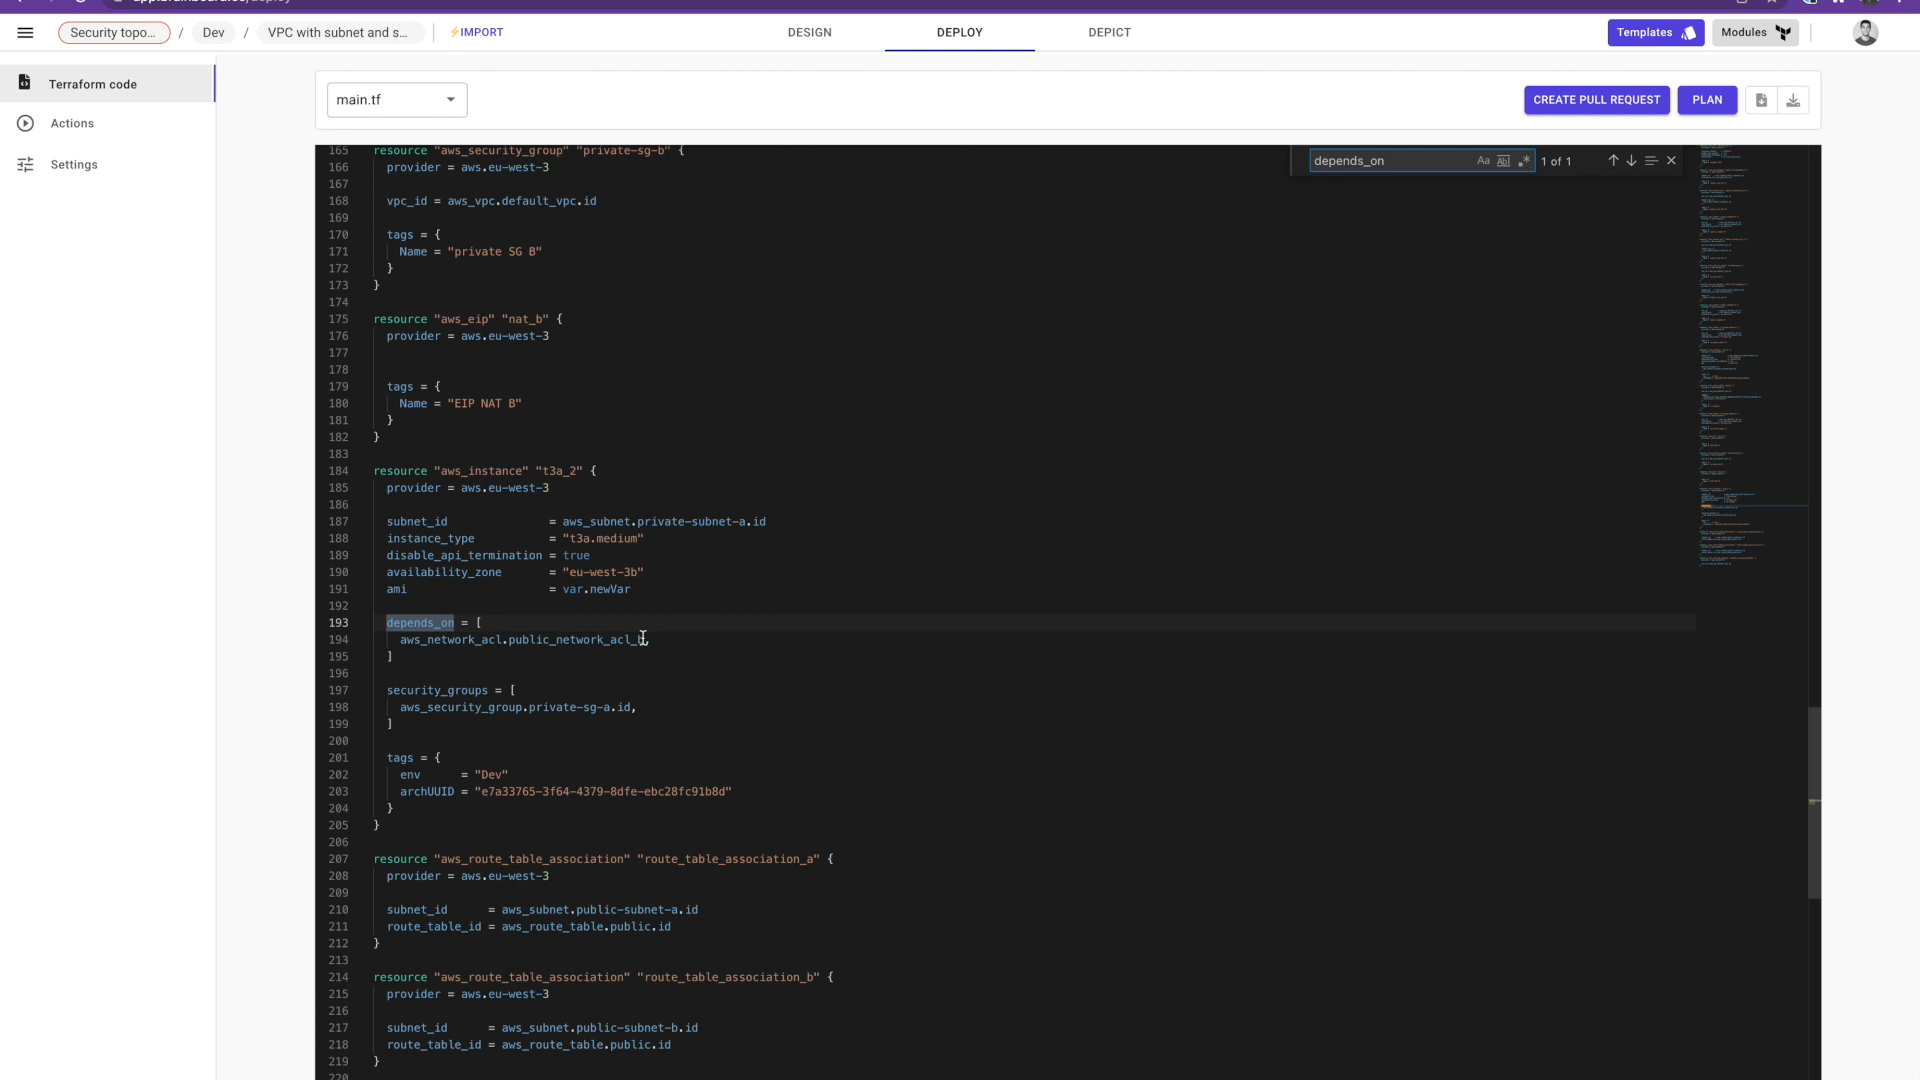 Security topo...
/
Dev
/
VPC with subnet and s...
⚡IMPORT
DESIGN
DEPLOY
DEPICT
Templates
Modules
Terraform code
Actions
Settings
main.tf
CREATE PULL REQUEST
PLAN
depends_on
Aa
Ab
1 of 1
165 resource "aws_security_group" "private-sg-b" {
166 provider = aws.eu-west-3
167
168 vpc_id = aws_vpc.default_vpc.id
169
170 tags = {
171 Name = "private SG B"
172 }
173 }
174
175 resource "aws_eip" "nat_b" {
176 provider = aws.eu-west-3
177
178
179 tags = {
180 Name = "EIP NAT B"
181 }
182 }
183
184 resource "aws_instance" "t3a_2" {
185 provider = aws.eu-west-3
186
187 subnet_id = aws_subnet.private-subnet-a.id
188 instance_type = "t3a.medium"
189 disable_api_termination = true
190 availability_zone = "eu-west-3b"
191 ami = var.newVar
192
193 depends_on = [
194 aws_network_acl.public_network_acl_b,
195 ]
196
197 security_groups = [
198 aws_security_group.private-sg-a.id,
199 ]
200
201 tags = {
202 env = "Dev"
203 archUUID = "e7a33765-3f64-4379-8dfe-ebc28fc91b8d"
204 }
205 }
206
207 resource "aws_route_table_association" "route_table_association_a" {
208 provider = aws.eu-west-3
209
210 subnet_id = aws_subnet.public-subnet-a.id
211 route_table_id = aws_route_table.public.id
212 }
213
214 resource "aws_route_table_association" "route_table_association_b" {
215 provider = aws.eu-west-3
216
217 subnet_id = aws_subnet.public-subnet-b.id
218 route_table_id = aws_route_table.public.id
219 }
220